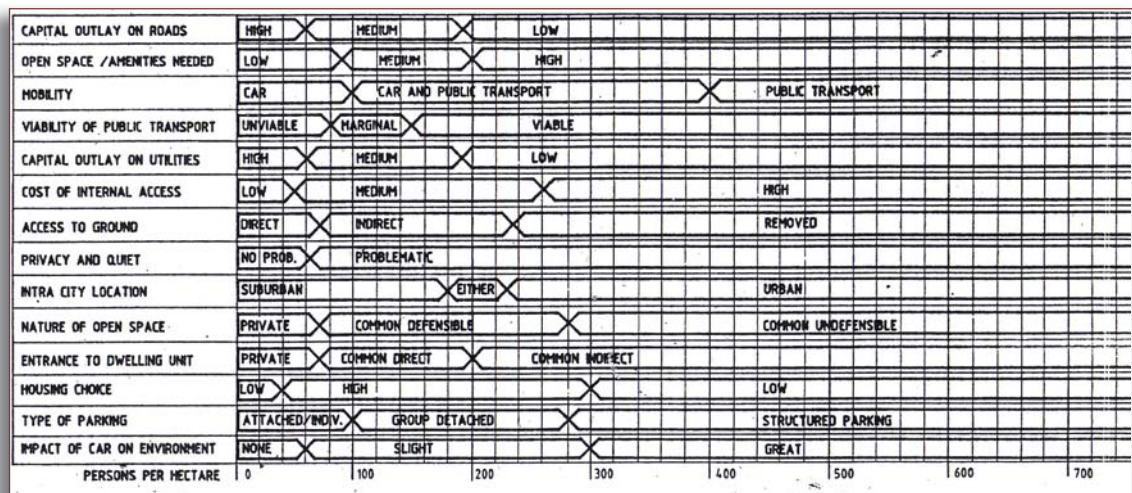 CAPITAL OUTLAY ON ROADS HIGH MEDIUM LOW
OPEN SPACE /AMENITIES NEEDED LOW MEDIUM HIGH
MOBILITY CAR CAR AND PUBLIC TRANSPORT PUBLIC TRANSPORT
VIABILITY OF PUBLIC TRANSPORT UNVIABLE MARGINAL VIABLE
CAPITAL OUTLAY ON UTILITIES HIGH MEDIUM LOW
COST OF INTERNAL ACCESS LOW MEDIUM HIGH
ACCESS TO GROUND DIRECT INDIRECT REMOVED
PRIVACY AND QUIET NO PROB. PROBLEMATIC
INTRA CITY LOCATION SUBURBAN EITHER URBAN
NATURE OF OPEN SPACE PRIVATE COMMON DEFENSIBLE COMMON UNDEFENSIBLE
ENTRANCE TO DWELLING UNIT PRIVATE COMMON DIRECT COMMON INDIRECT
HOUSING CHOICE LOW HIGH LOW
TYPE OF PARKING ATTACHED/INDIV. GROUP DETACHED STRUCTURED PARKING
IMPACT OF CAR ON ENVIRONMENT NONE SLIGHT GREAT
PERSONS PER HECTARE 0 100 200 300 400 500 600 700